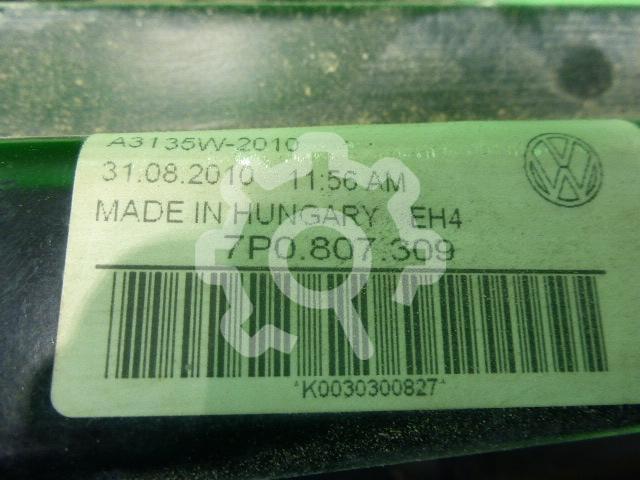 A3135W-2010
31.08.2010 11:56 AM
MADE IN HUNGARY EH4
7P0.807.309
*K0030300827*